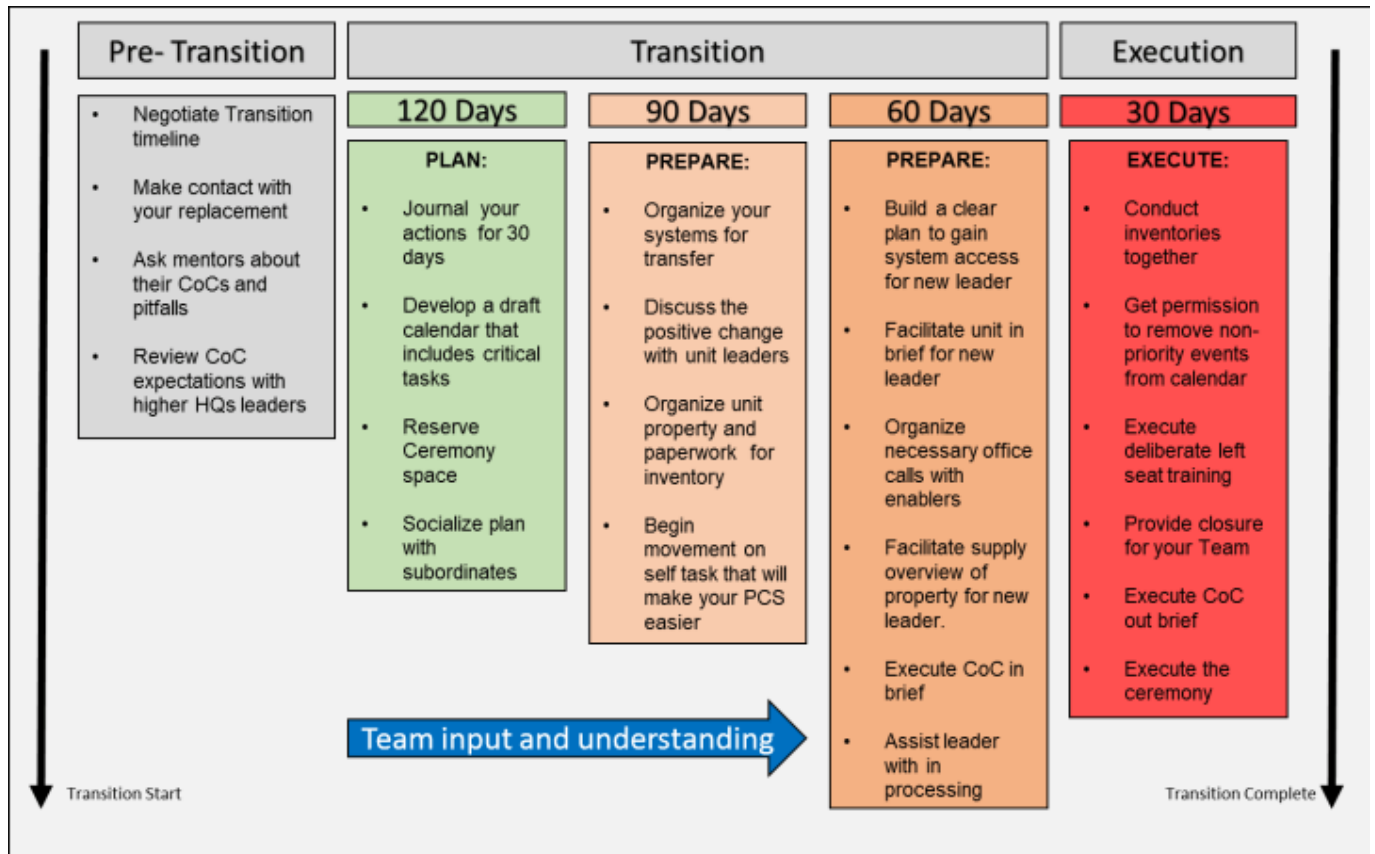 Pre- Transition
Transition
Execution
• Negotiate Transition
timeline
• Make contact with
your replacement
• Ask mentors about
their CoCs and
pitfalls
• Review CoC
expectations with
higher HQs leaders
120 Days
PLAN:
• Journal your
actions for 30
days
• Develop a draft
calendar that
includes critical
tasks
• Reserve
Ceremony
space
• Socialize plan
with
subordinates
90 Days
PREPARE:
• Organize your
systems for
transfer
• Discuss the
positive change
with unit leaders
• Organize unit
property and
paperwork for
inventory
• Begin
movement on
self task that will
make your PCS
easier
60 Days
PREPARE:
• Build a clear
plan to gain
system access
for new leader
• Facilitate unit in
brief for new
leader
• Organize
necessary office
calls with
enablers
• Facilitate supply
overview of
property for new
leader.
• Execute CoC in
brief
• Assist leader
with in
processing
30 Days
EXECUTE:
• Conduct
inventories
together
• Get permission
to remove non-
priority events
from calendar
• Execute
deliberate left
seat training
• Provide closure
for your Team
• Execute CoC
out brief
• Execute the
ceremony
Team input and understanding
Transition Start
Transition Complete